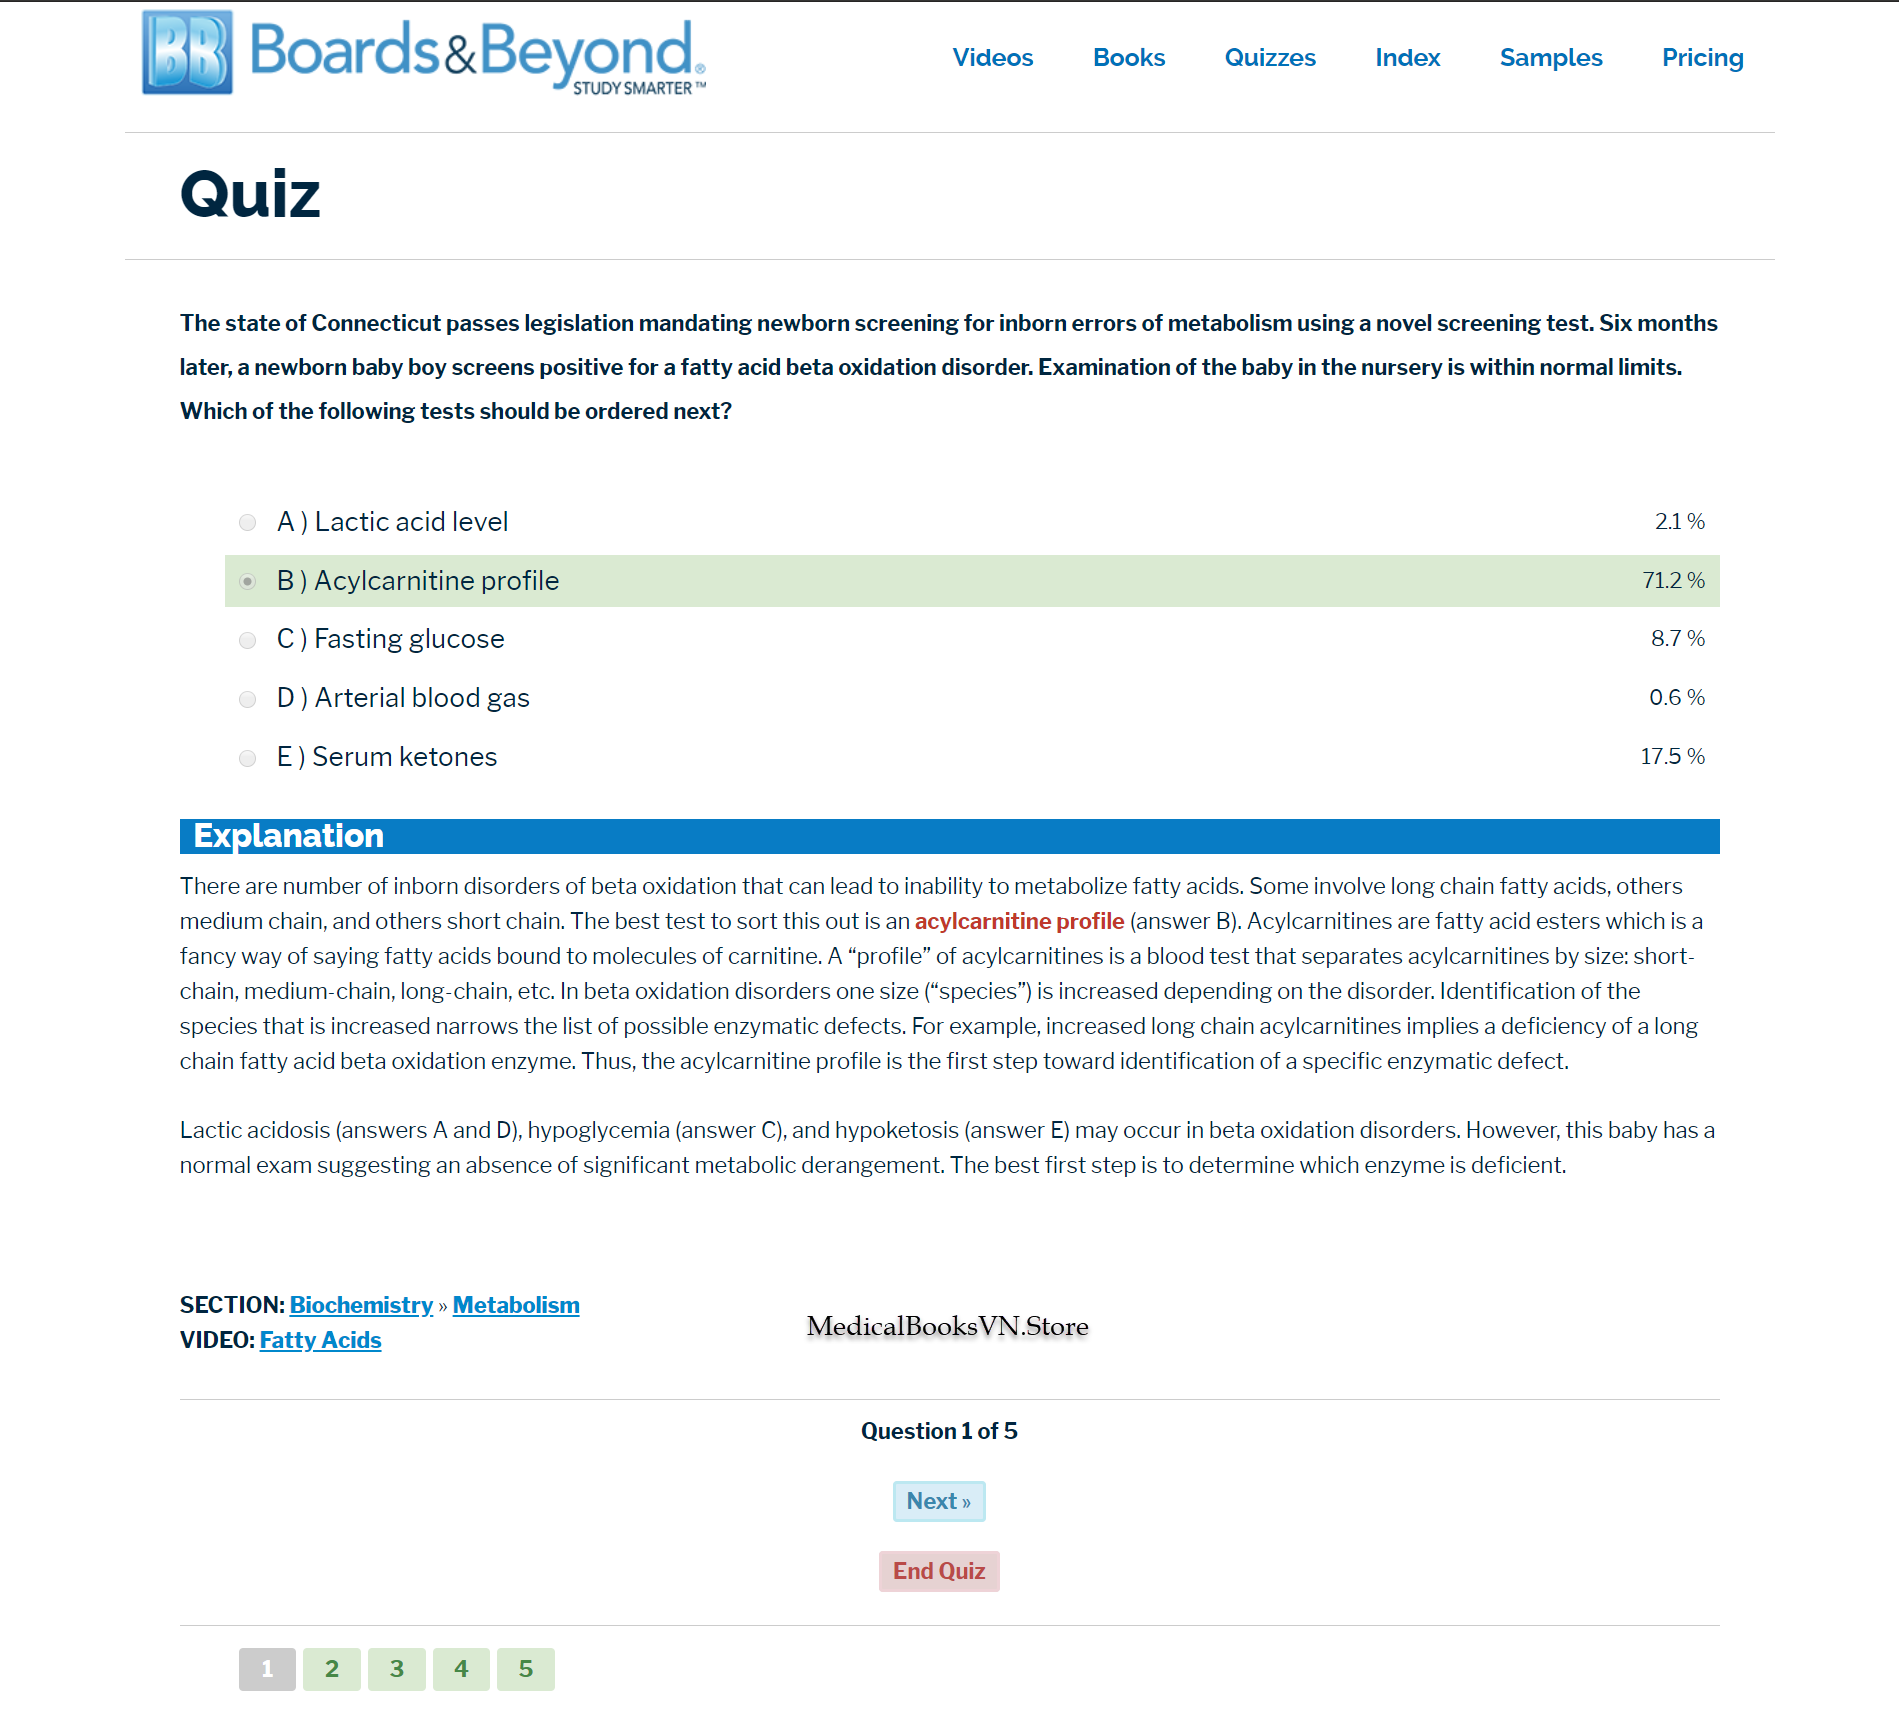 BB Boards&Beyond®
STUDY SMARTER™
Videos Books Quizzes Index Samples Pricing
Quiz
The state of Connecticut passes legislation mandating newborn screening for inborn errors of metabolism using a novel screening test. Six months
later, a newborn baby boy screens positive for a fatty acid beta oxidation disorder. Examination of the baby in the nursery is within normal limits.
Which of the following tests should be ordered next?
A ) Lactic acid level 2.1 %
B ) Acylcarnitine profile 71.2 %
C ) Fasting glucose 8.7 %
D ) Arterial blood gas 0.6 %
E ) Serum ketones 17.5 %
Explanation
There are number of inborn disorders of beta oxidation that can lead to inability to metabolize fatty acids. Some involve long chain fatty acids, others
medium chain, and others short chain. The best test to sort this out is an acylcarnitine profile (answer B). Acylcarnitines are fatty acid esters which is a
fancy way of saying fatty acids bound to molecules of carnitine. A “profile” of acylcarnitines is a blood test that separates acylcarnitines by size: short-
chain, medium-chain, long-chain, etc. In beta oxidation disorders one size (“species”) is increased depending on the disorder. Identification of the
species that is increased narrows the list of possible enzymatic defects. For example, increased long chain acylcarnitines implies a deficiency of a long
chain fatty acid beta oxidation enzyme. Thus, the acylcarnitine profile is the first step toward identification of a specific enzymatic defect.
Lactic acidosis (answers A and D), hypoglycemia (answer C), and hypoketosis (answer E) may occur in beta oxidation disorders. However, this baby has a
normal exam suggesting an absence of significant metabolic derangement. The best first step is to determine which enzyme is deficient.
SECTION: Biochemistry » Metabolism
VIDEO: Fatty Acids
MedicalBooksVN.Store
Question 1 of 5
Next »
End Quiz
1 2 3 4 5